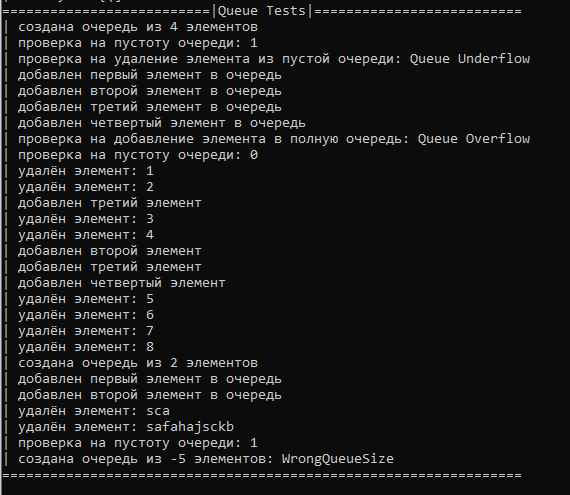 ==========================|Queue Tests|==========================
| создана очередь из 4 элементов
| проверка на пустоту очереди: 1
| проверка на удаление элемента из пустой очереди: Queue Underflow
| добавлен первый элемент в очередь
| добавлен второй элемент в очередь
| добавлен третий элемент в очередь
| добавлен четвертый элемент в очередь
| проверка на добавление элемента в полную очередь: Queue Overflow
| проверка на пустоту очереди: 0
| удалён элемент: 1
| удалён элемент: 2
| добавлен третий элемент
| удалён элемент: 3
| удалён элемент: 4
| добавлен второй элемент
| добавлен третий элемент
| добавлен четвертый элемент
| удалён элемент: 5
| удалён элемент: 6
| удалён элемент: 7
| удалён элемент: 8
| создана очередь из 2 элементов
| добавлен первый элемент в очередь
| добавлен второй элемент в очередь
| удалён элемент: sca
| удалён элемент: safahajsckb
| проверка на пустоту очереди: 1
| создана очередь из -5 элементов: WrongQueueSize
=================================================================